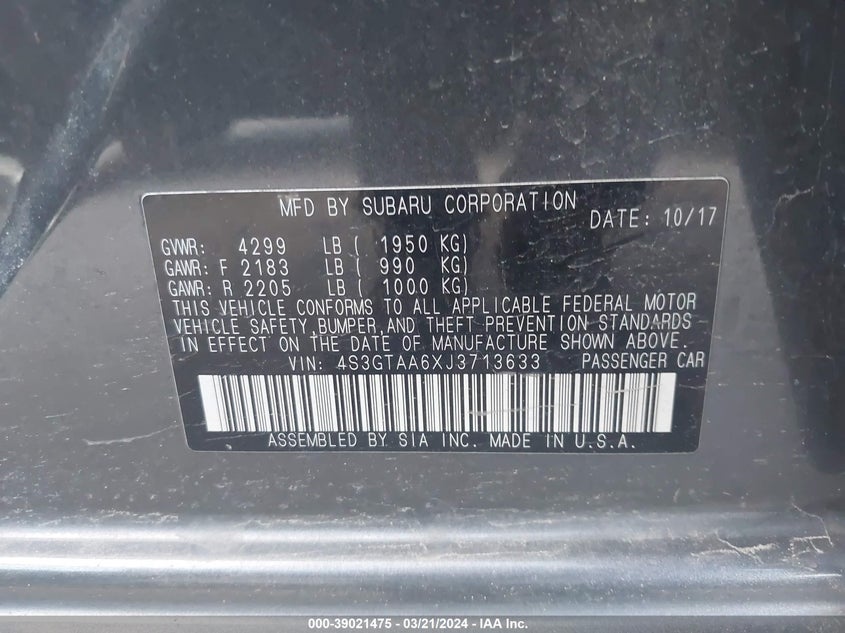 MFD BY SUBARU CORPORATION DATE: 10/17
GVWR: 4299 LB ( 1950 KG)
GAWR: F 2183 LB ( 990 KG)
GAWR: R 2205 LB ( 1000 KG)
THIS VEHICLE CONFORMS TO ALL APPLICABLE FEDERAL MOTOR
VEHICLE SAFETY,BUMPER,AND THEFT PREVENTION STANDARDS
IN EFFECT ON THE DATE OF MANUFACTURE SHOWN ABOVE.
VIN: 4S3GTAA6XJ3713633 PASSENGER CAR
ASSEMBLED BY SIA INC. MADE IN U.S.A.
000-39021475 - 03/21/2024 - IAA Inc.